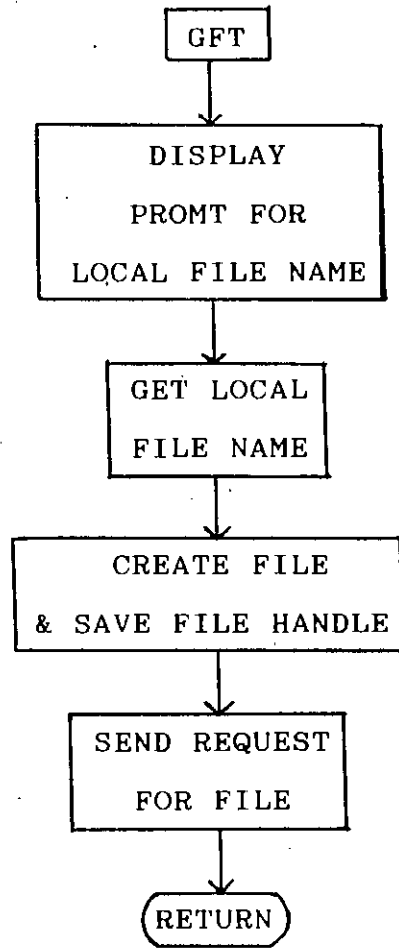 GFT
DISPLAY
PROMT FOR
LOCAL FILE NAME
GET LOCAL
FILE NAME
CREATE FILE
& SAVE FILE HANDLE
SEND REQUEST
FOR FILE
RETURN